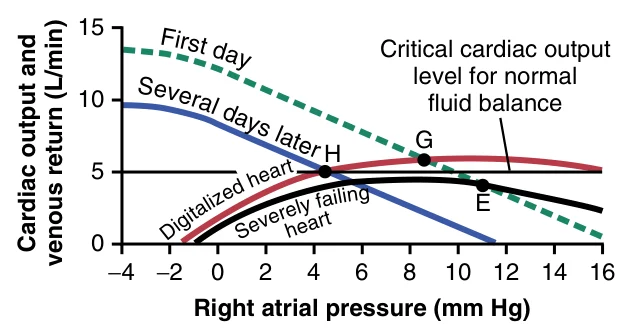 Cardiac output and
venous return (L/min)
15
10
5
0
First day
Several days later
Critical cardiac output
level for normal
fluid balance
H
G
E
Digitalized heart
Severely failing
heart
–4 –2 0 2 4 6 8 10 12 14 16
Right atrial pressure (mm Hg)